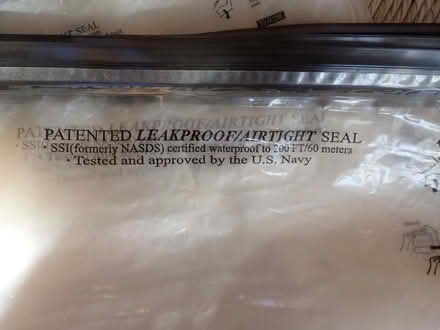 PATENTED LEAKPROOF/AIRTIGHT SEAL
· SSI(formerly NASDS) certified waterproof to 200 FT/60 meters
· Tested and approved by the U.S. Navy